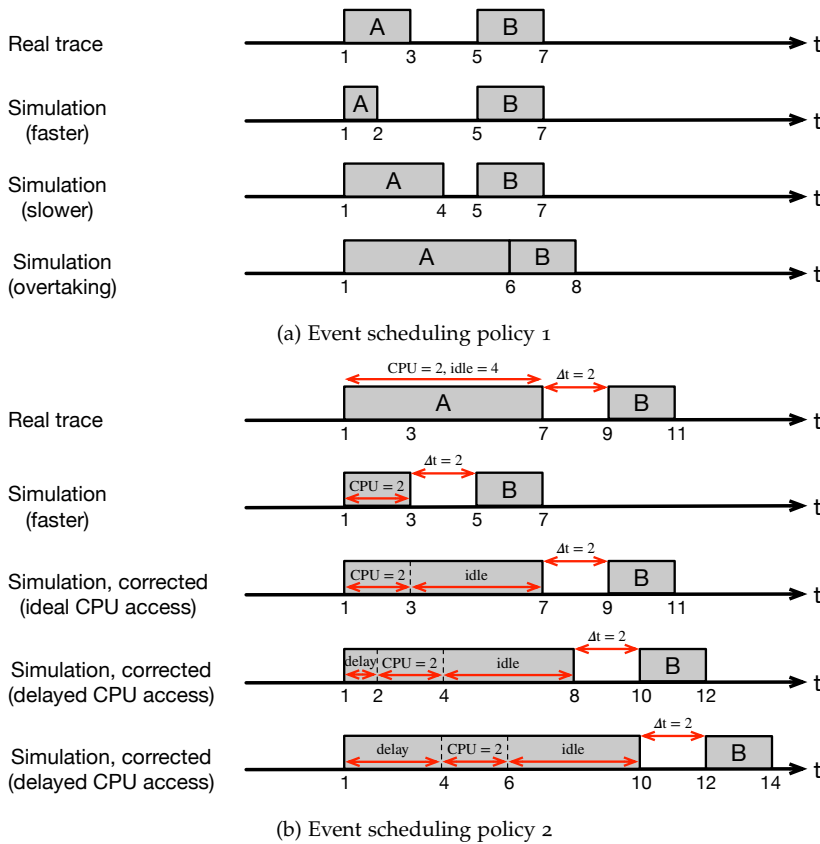 A B
Real trace t
1 3 5 7
A B
Simulation t
(faster) 1 2 5 7
A B
Simulation t
(slower) 1 4 5 7
A B
Simulation t
(overtaking) 1 6 8
(a) Event scheduling policy 1
CPU = 2, idle = 4 Δt = 2
A B
Real trace t
1 3 7 9 11
Δt = 2
CPU = 2 B
Simulation t
(faster) 1 3 5 7
Δt = 2
CPU = 2 idle B
Simulation, corrected t
(ideal CPU access) 1 3 7 9 11
Δt = 2
delay CPU = 2 idle B
Simulation, corrected t
(delayed CPU access) 1 2 4 8 10 12
Δt = 2
delay CPU = 2 idle B
Simulation, corrected t
(delayed CPU access) 1 4 6 10 12 14
(b) Event scheduling policy 2